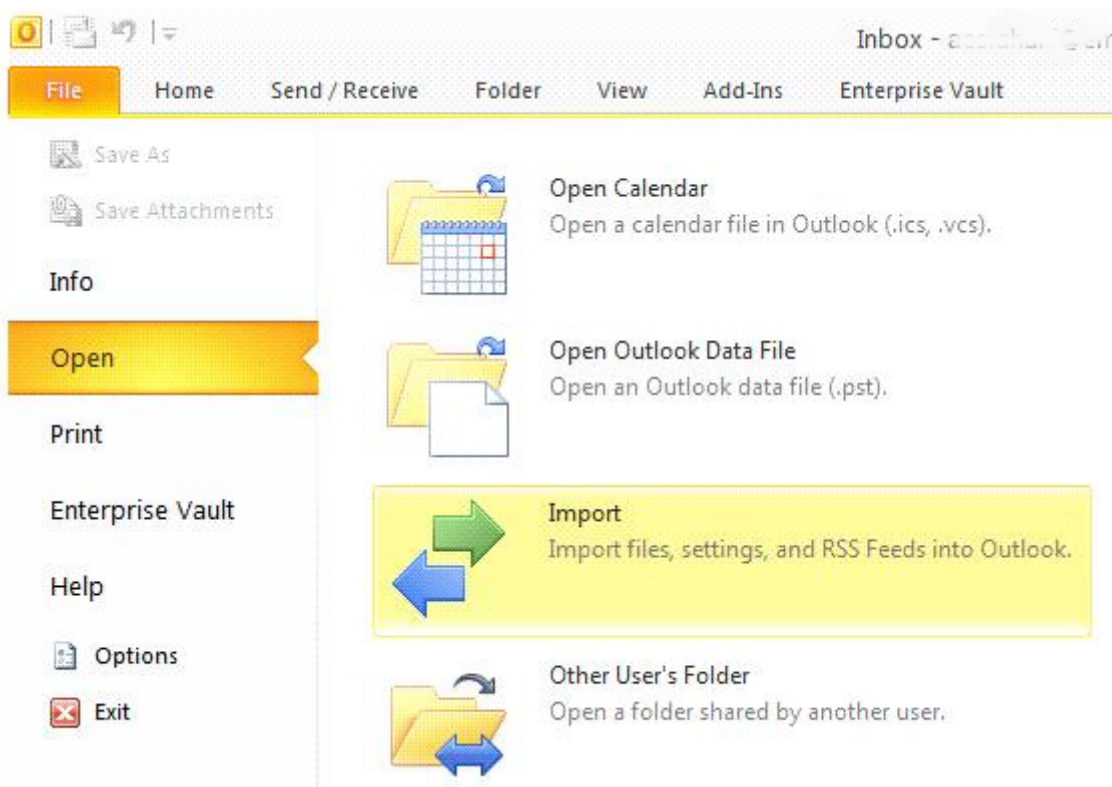 Inbox -
File Home Send / Receive Folder View Add-Ins Enterprise Vault
Save As
Save Attachments
Info
Open
Print
Enterprise Vault
Help
Options
Exit
Open Calendar
Open a calendar file in Outlook (.ics, .vcs).
Open Outlook Data File
Open an Outlook data file (.pst).
Import
Import files, settings, and RSS Feeds into Outlook.
Other User's Folder
Open a folder shared by another user.